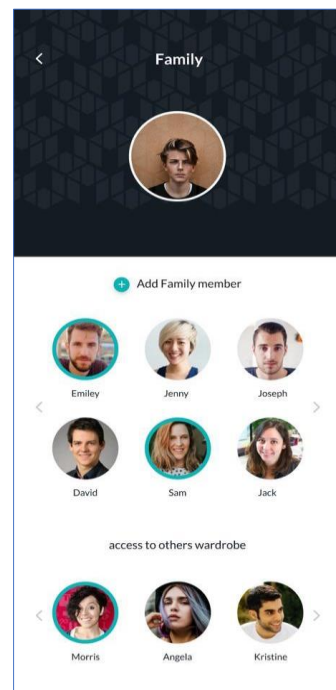 Family
Add Family member
Emiley Jenny Joseph
David Sam Jack
access to others wardrobe
Morris Angela Kristine